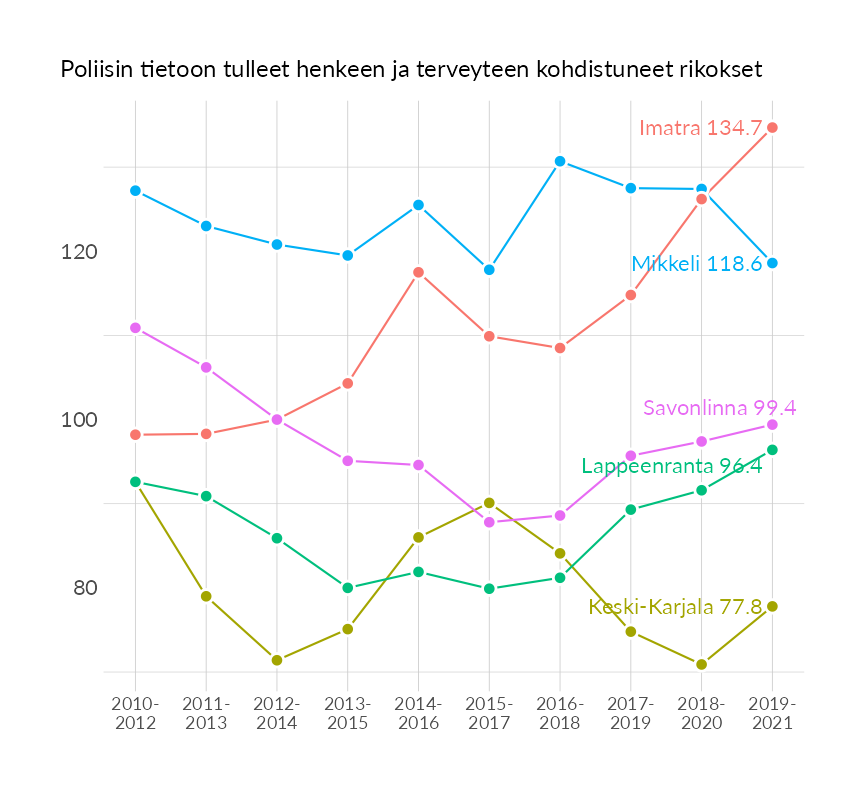 Poliisin tietoon tulleet henkeen ja terveyteen kohdistuneet rikokset
Imatra 134.7
120
Mikkeli 118.6
Savonlinna 99.4
100
Lappeenranta 96.4
80
Keski-Karjala 77.8
2010- 2011- 2012- 2013- 2014- 2015- 2016- 2017- 2018- 2019-
2012 2013 2014 2015 2016 2017 2018 2019 2020 2021